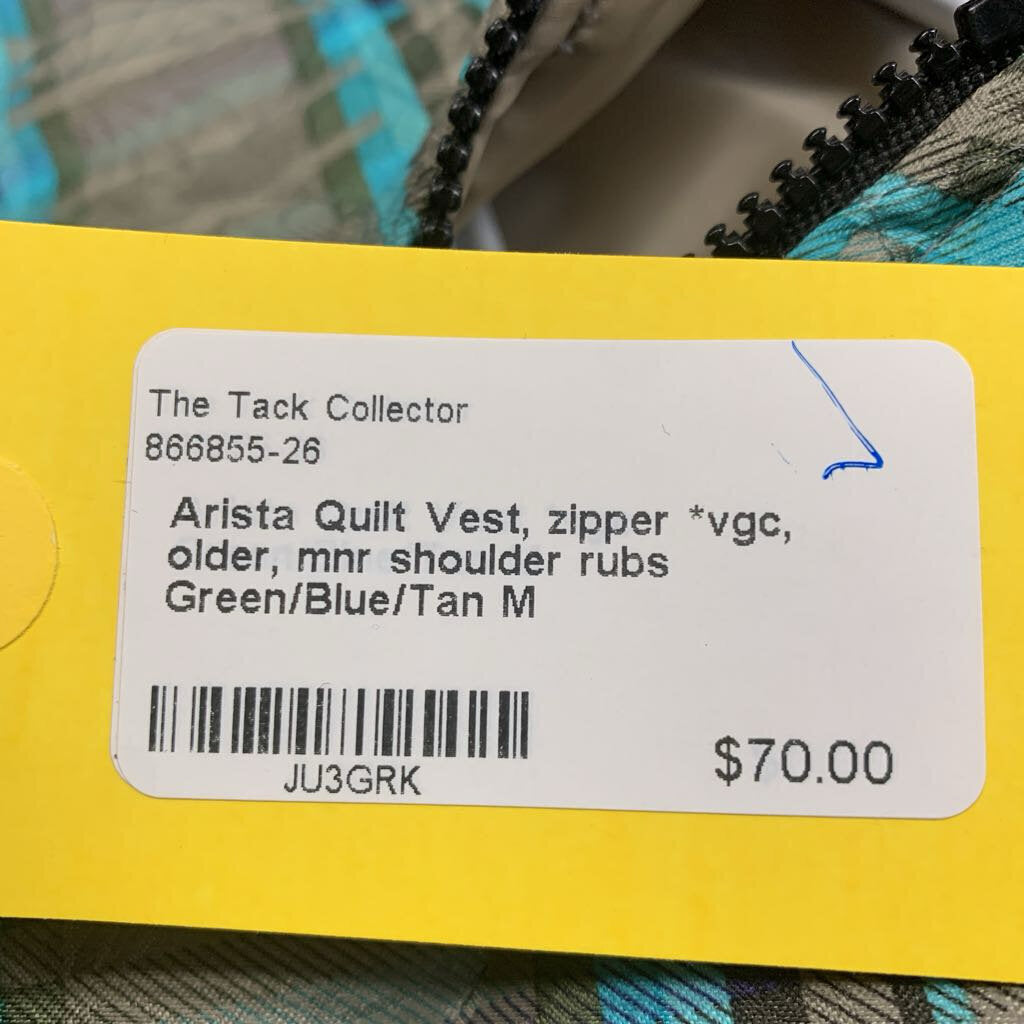 The Tack Collector
866855-26
Arista Quilt Vest, zipper *vgc,
older, mnr shoulder rubs
Green/Blue/Tan M
JU3GRK
$70.00